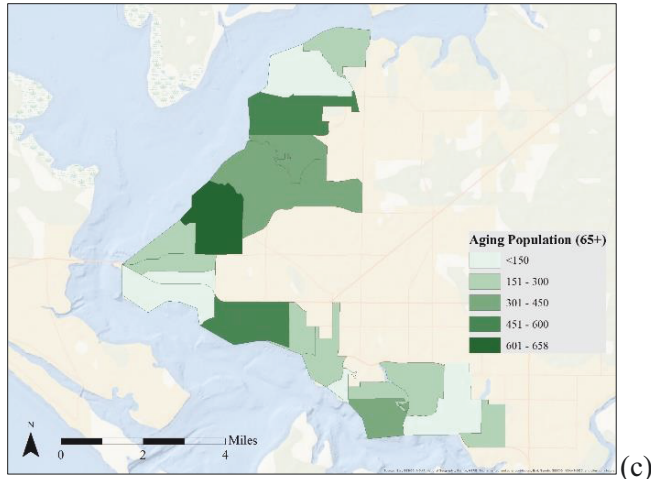 Aging Population (65+)
<150
151 - 300
301 - 450
451 - 600
601 - 658
N
Miles
0 2 4
(c)